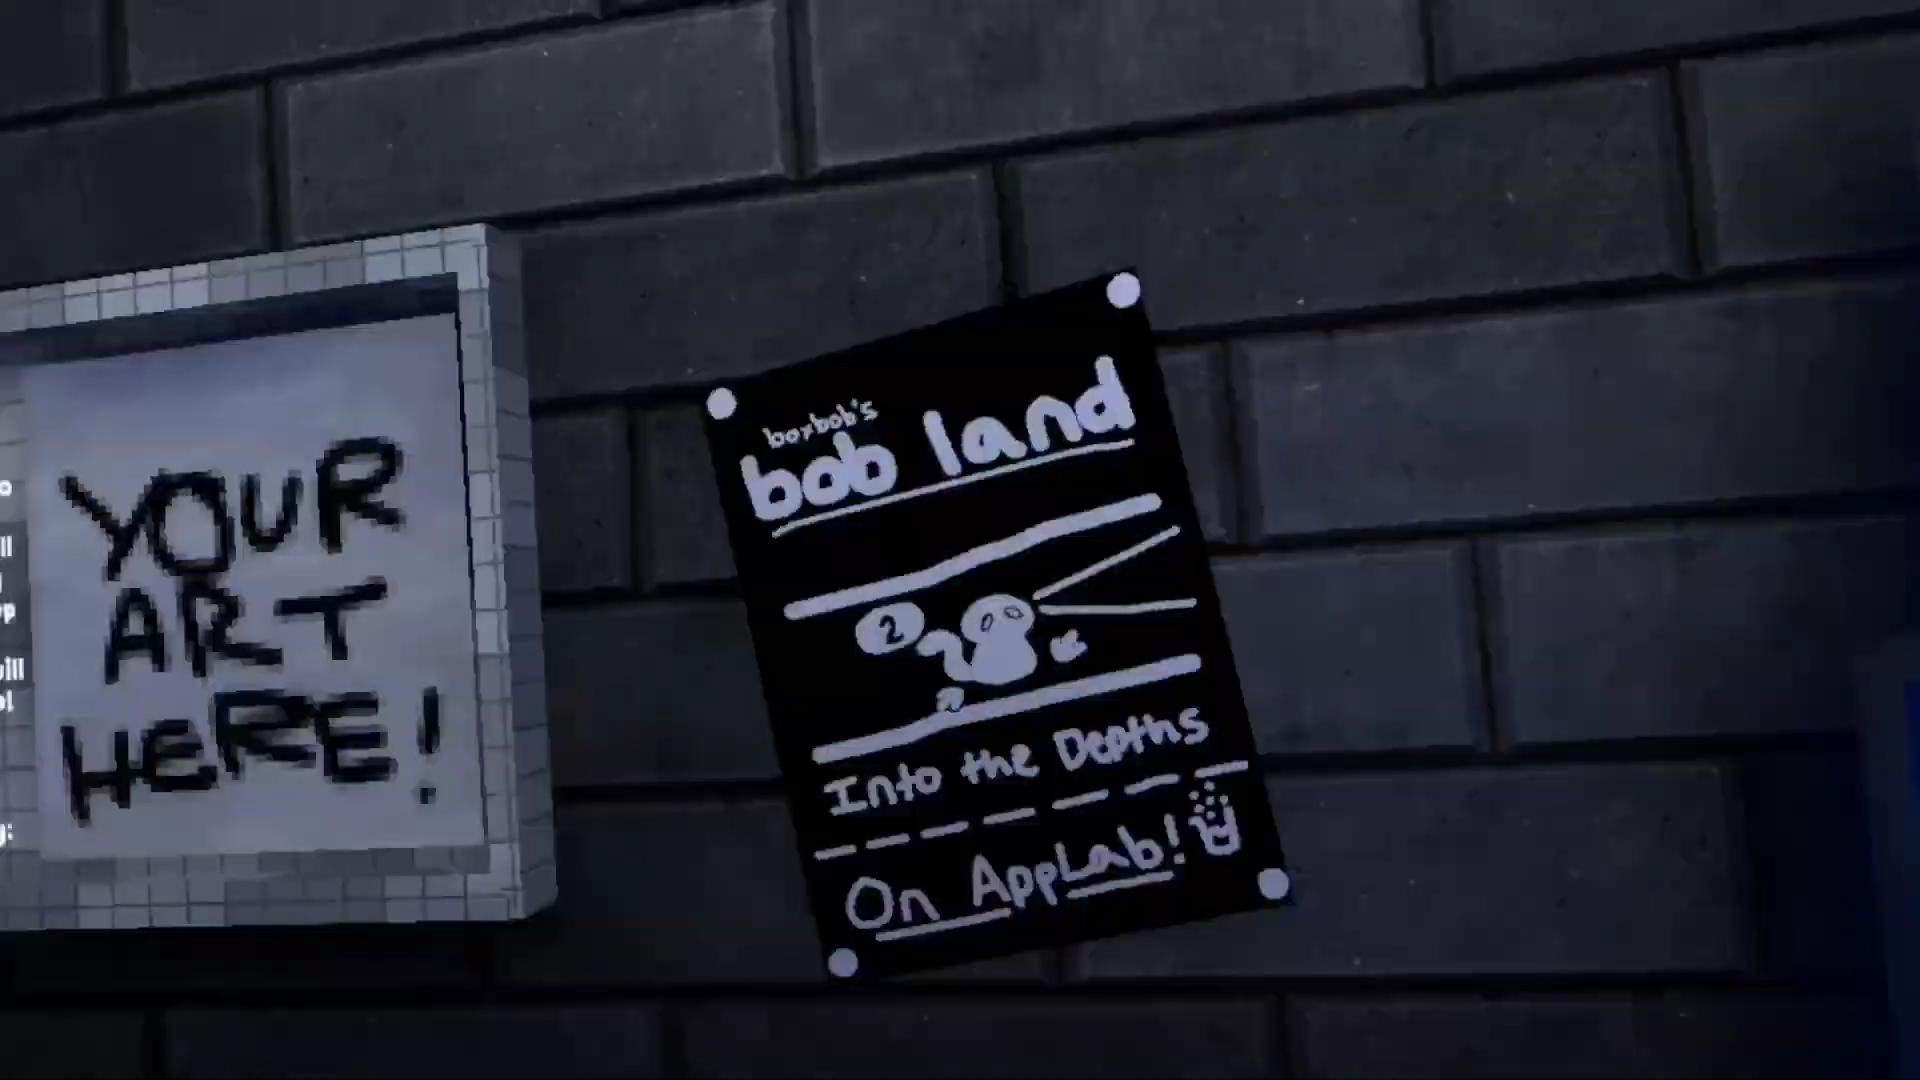 YOUR
ART
HERE!
boxbob's
bob land
2
Into the Depths
On AppLab!